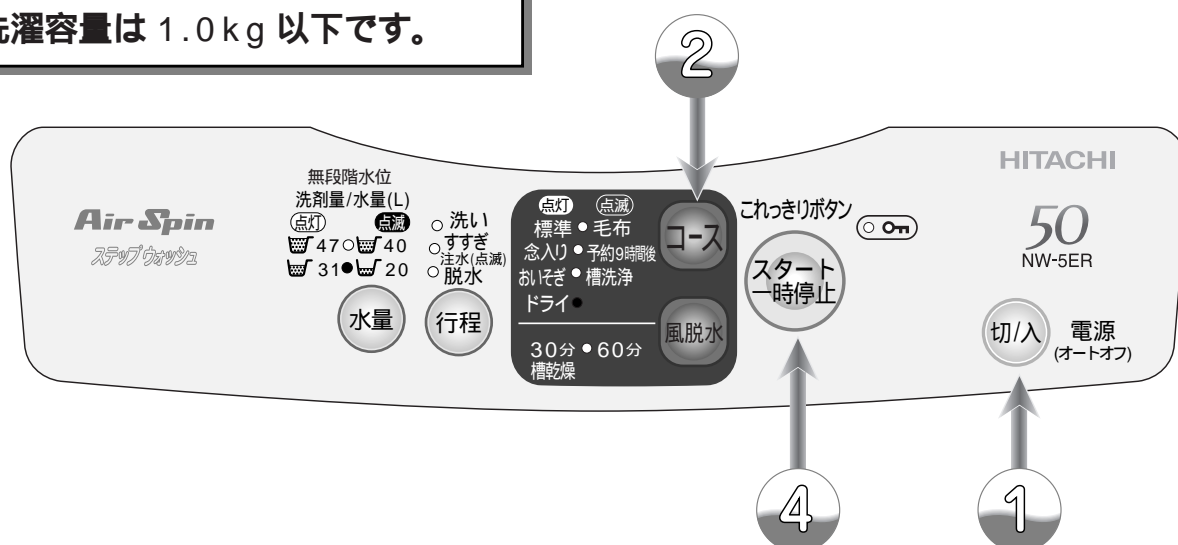 洗濯容量は 1.0kg 以下です。
2
HITACHI
Air Spin
ステップウォッシュ
無段階水位
洗剤量/水量(L)
点灯 点滅
47 40
31 20
水量
洗い
すすぎ
注水(点滅)
脱水
行程
点灯 点滅
標準 毛布
念入り 予約9時間後
おいそぎ 槽洗浄
ドライ
30分 60分
槽乾燥
コース
風脱水
これっきりボタン
スタート
一時停止
50
NW-5ER
切/入
電源
(オートオフ)
4
1